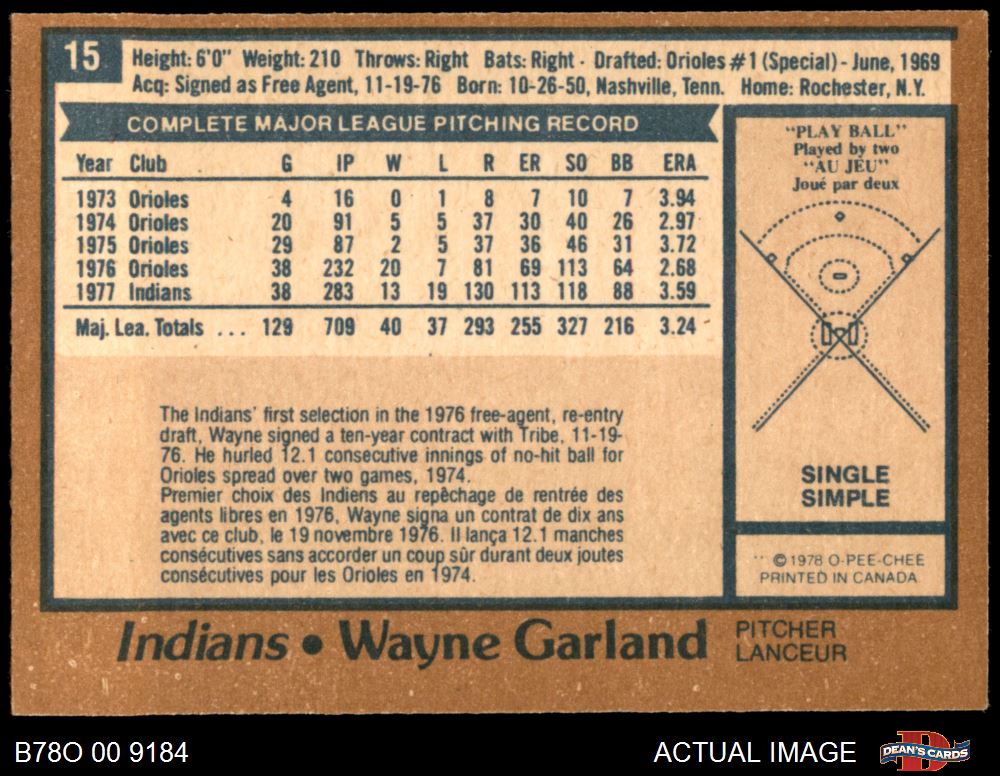 15
Height: 6'0" Weight: 210 Throws: Right Bats: Right · Drafted: Orioles #1 (Special) - June, 1969
Acq: Signed as Free Agent, 11-19-76 Born: 10-26-50, Nashville, Tenn. Home: Rochester, N.Y.
COMPLETE MAJOR LEAGUE PITCHING RECORD
Year Club G IP W L R ER SO BB ERA
1973 Orioles 4 16 0 1 8 7 10 7 3.94
1974 Orioles 20 91 5 5 37 30 40 26 2.97
1975 Orioles 29 87 2 5 37 36 46 31 3.72
1976 Orioles 38 232 20 7 81 69 113 64 2.68
1977 Indians 38 283 13 19 130 113 118 88 3.59
Maj. Lea. Totals ... 129 709 40 37 293 255 327 216 3.24
The Indians' first selection in the 1976 free-agent, re-entry
draft, Wayne signed a ten-year contract with Tribe, 11-19-
76. He hurled 12.1 consecutive innings of no-hit ball for
Orioles spread over two games, 1974.
Premier choix des Indiens au repêchage de rentrée des
agents libres en 1976, Wayne signa un contrat de dix ans
avec ce club, le 19 novembre 1976. Il lança 12.1 manches
consécutives sans accorder un coup sûr durant deux joutes
consécutives pour les Orioles en 1974.
"PLAY BALL"
Played by two
"AU JEU"
Joué par deux
SINGLE
SIMPLE
© 1978 O-PEE-CHEE
PRINTED IN CANADA
Indians • Wayne Garland
PITCHER
LANCEUR
B78O 00 9184
ACTUAL IMAGE
DEAN'S CARDS